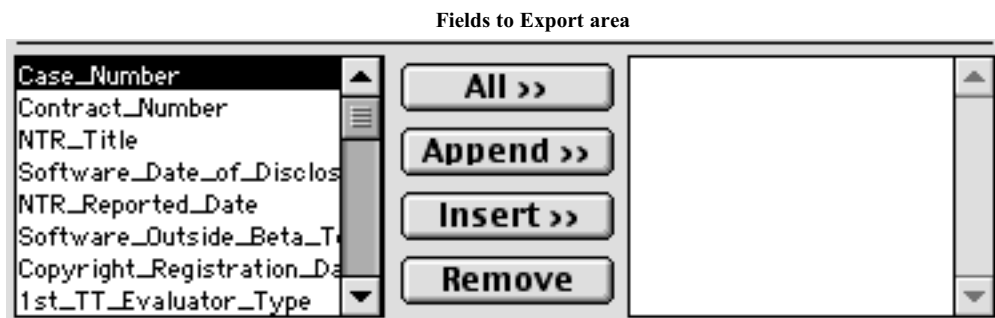 Fields to Export area
Case_Number
Contract_Number
NTR_Title
Software_Date_of_Disclos
NTR_Reported_Date
Software_Outside_Beta_T
Copyright_Registration_Da
1st_TT_Evaluator_Type
All >>
Append >>
Insert >>
Remove